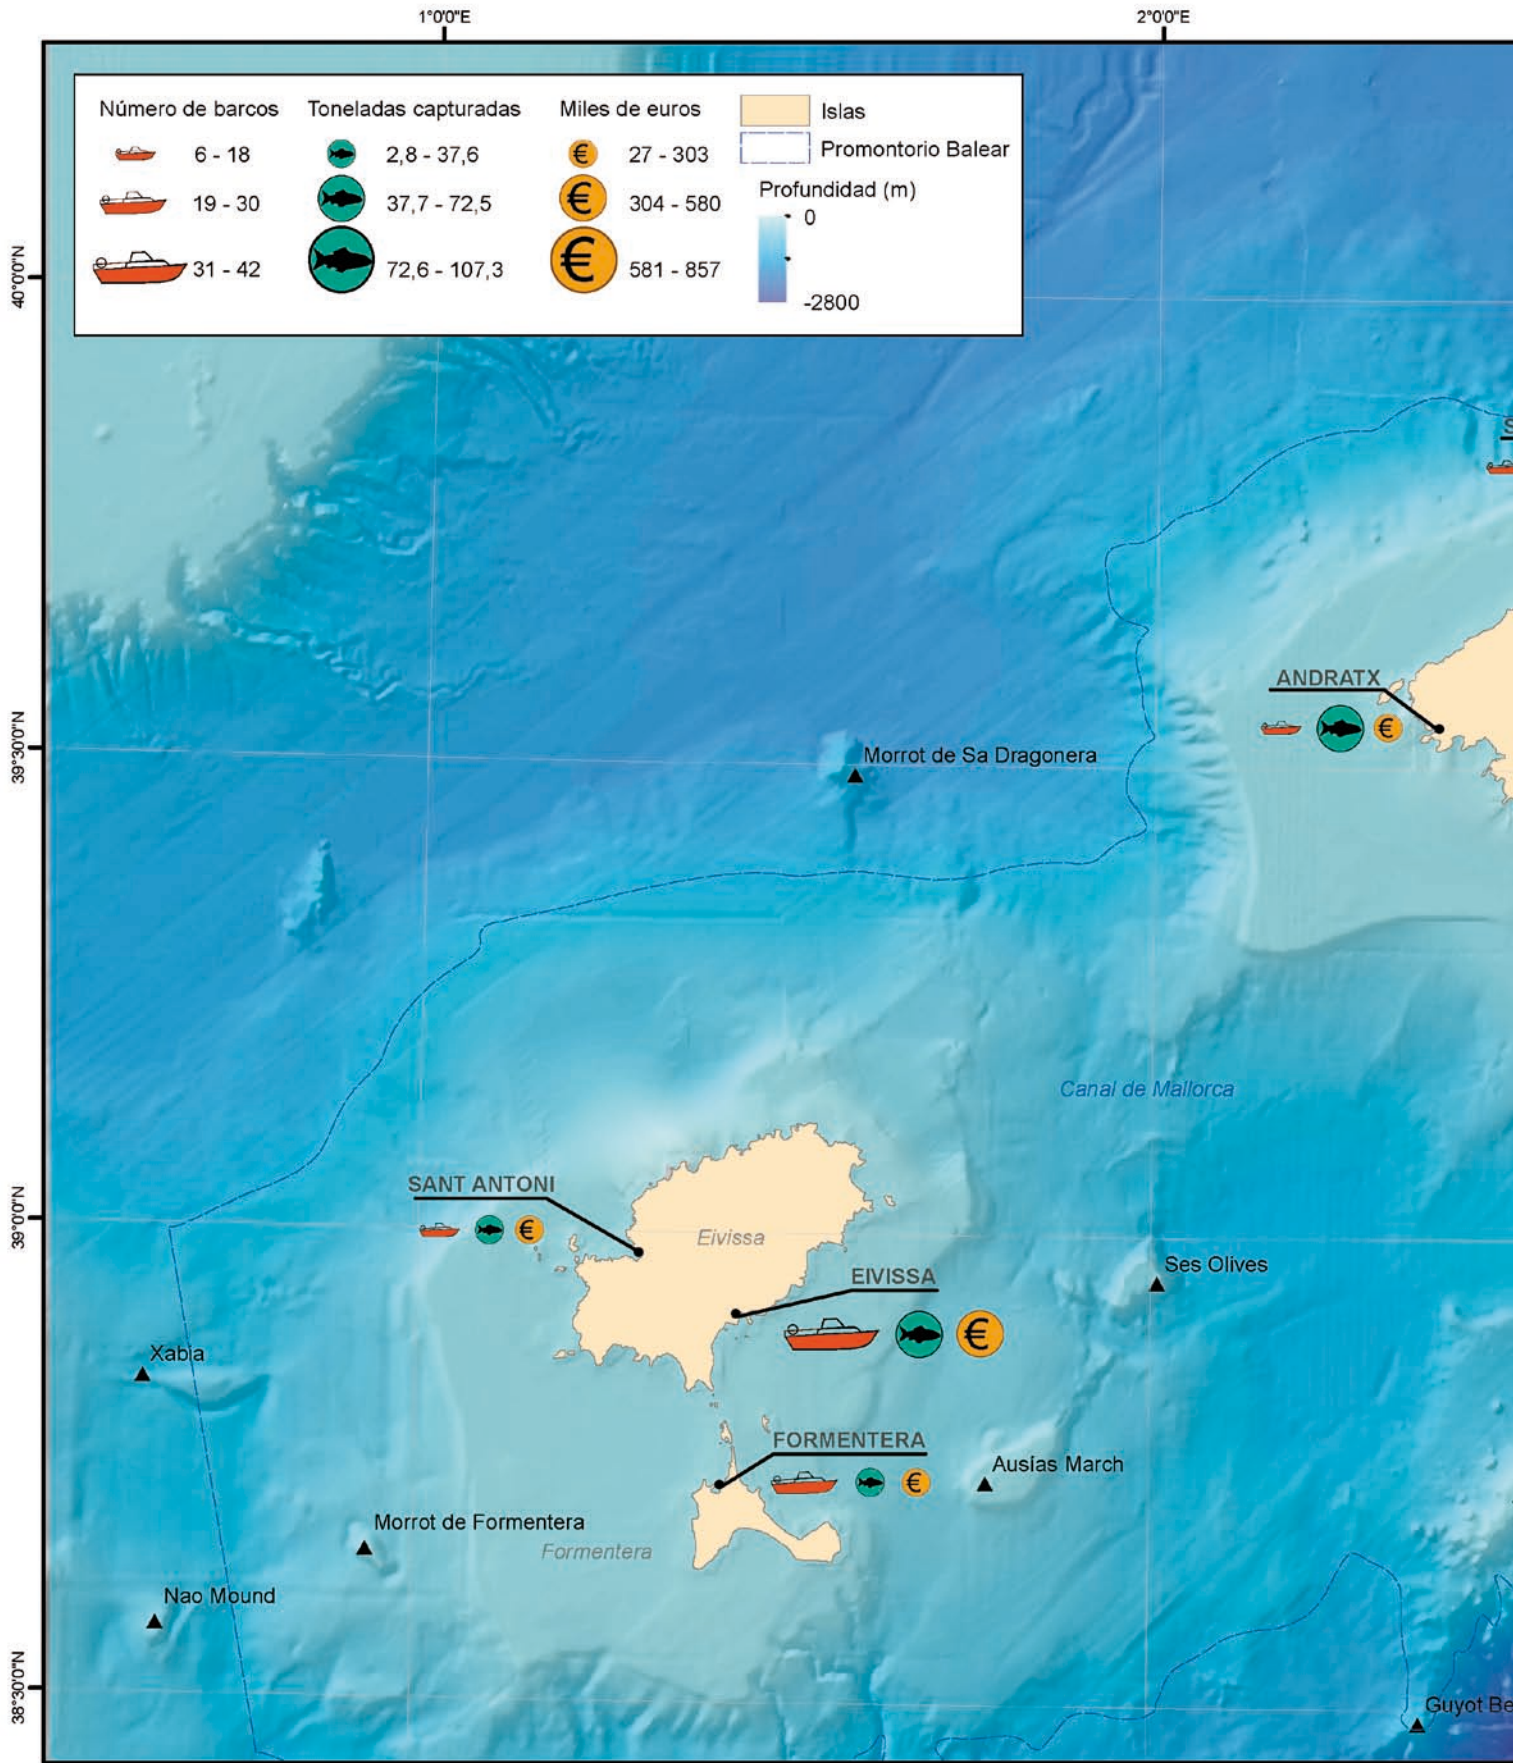 1°0'0"E
2°0'0"E
Número de barcos
6 - 18
19 - 30
31 - 42
Toneladas capturadas
2,8 - 37,6
37,7 - 72,5
72,6 - 107,3
Miles de euros
€ 27 - 303
€ 304 - 580
€ 581 - 857
Islas
Promontorio Balear
Profundidad (m)
0
-2800
40°0'0"N
39°30'0"N
39°0'0"N
38°30'0"N
S
ANDRATX
€
Morrot de Sa Dragonera
Canal de Mallorca
SANT ANTONI
€
Eivissa
EIVISSA
€
Ses Olives
Xabia
FORMENTERA
€
Ausías March
Morrot de Formentera
Formentera
Nao Mound
Guyot Be